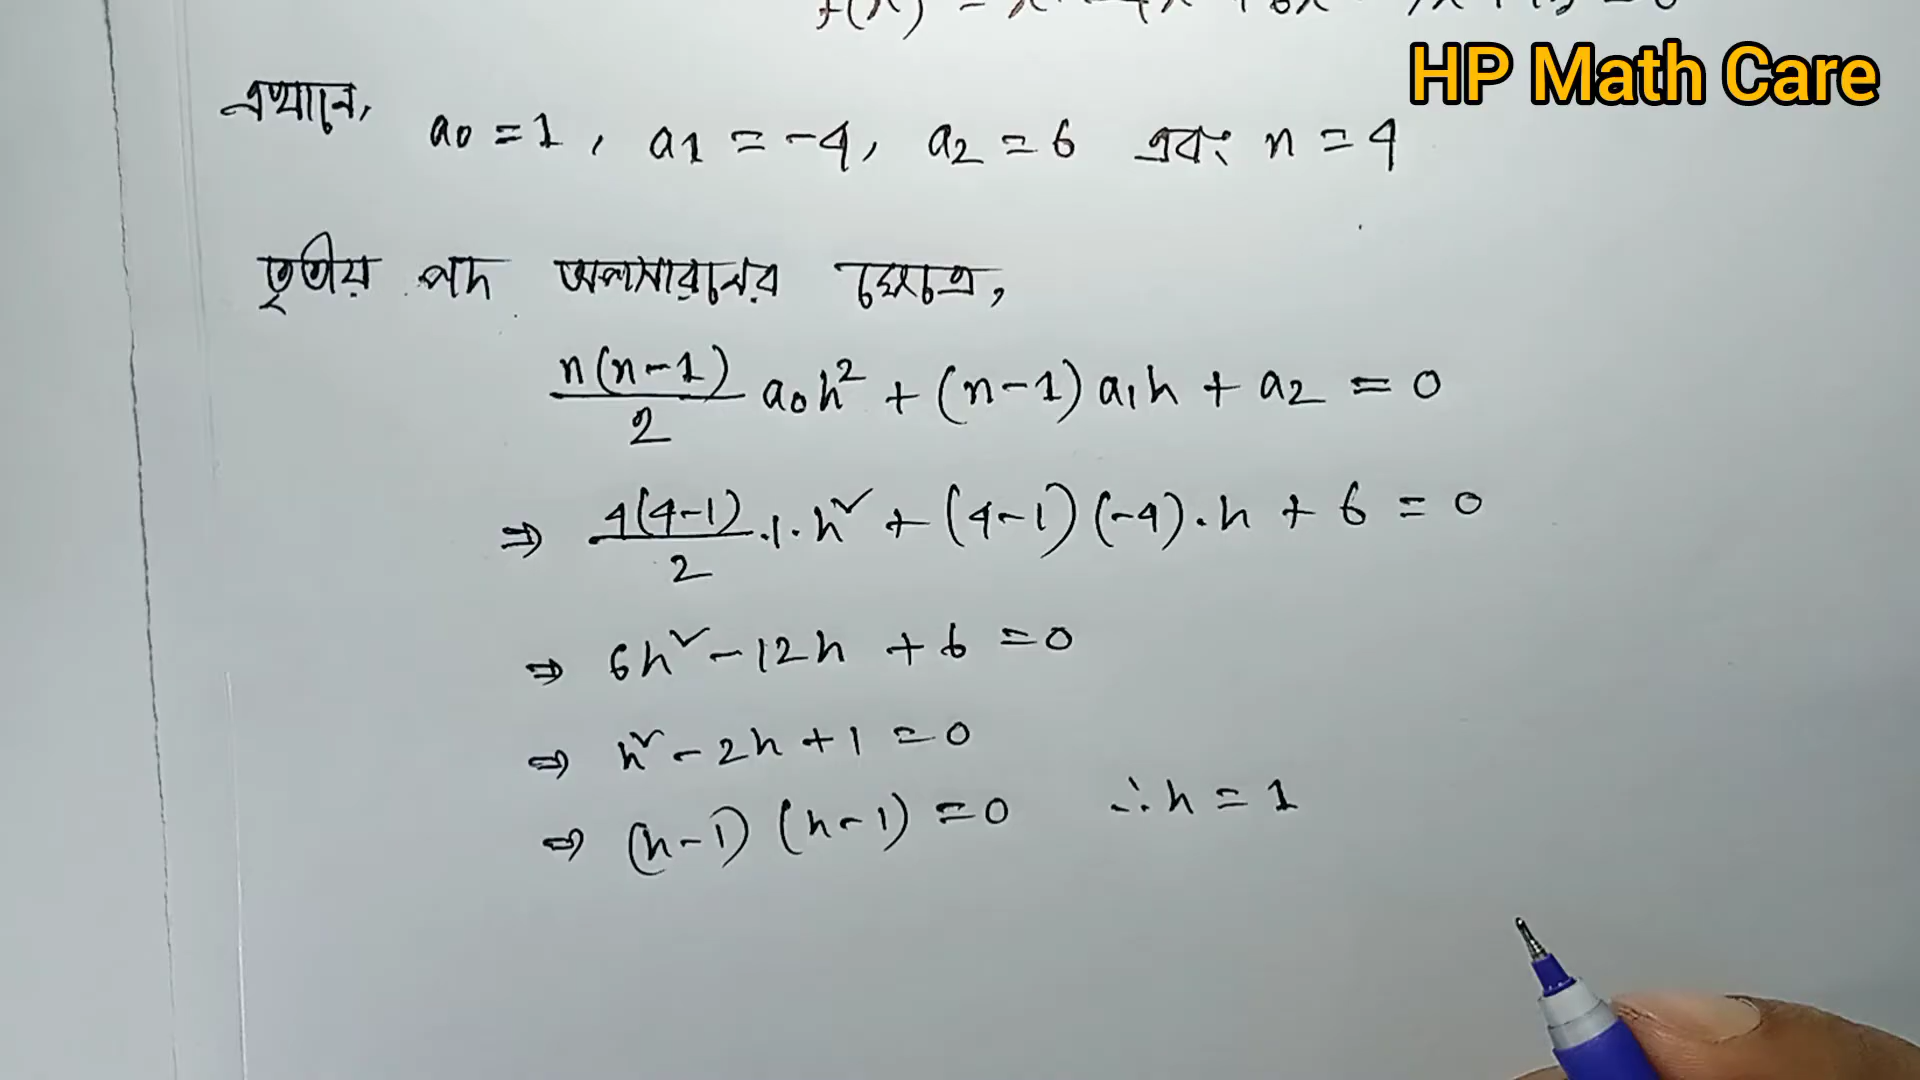 HP Math Care
এখানে, a₀ = 1, a₁ = -4, a₂ = 6 এবং n = 4
তৃতীয় পদ অপসারনের ক্ষেত্রে,
n(n-1)/2 a₀h² + (n-1)a₁h + a₂ = 0
⇒ 4(4-1)/2 .1. h² + (4-1)(-4).h + 6 = 0
⇒ 6h² - 12h + 6 = 0
⇒ h² - 2h + 1 = 0
⇒ (h-1) (h-1) = 0 ∴ h = 1